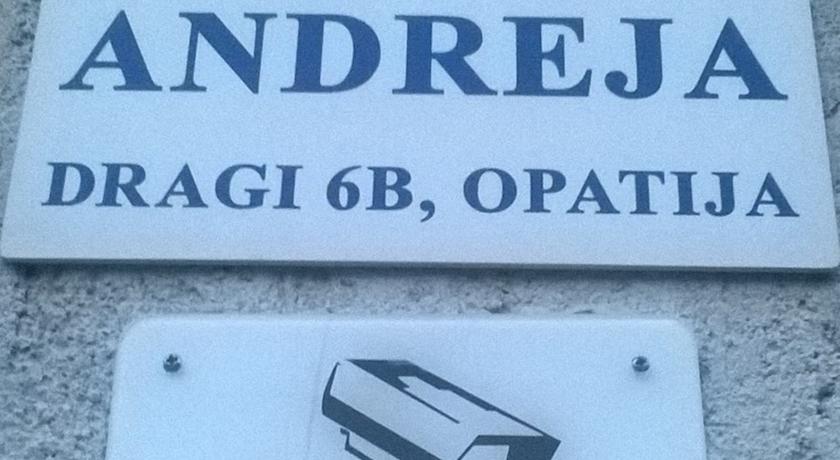 ANDREJA
DRAGI 6B, OPATIJA